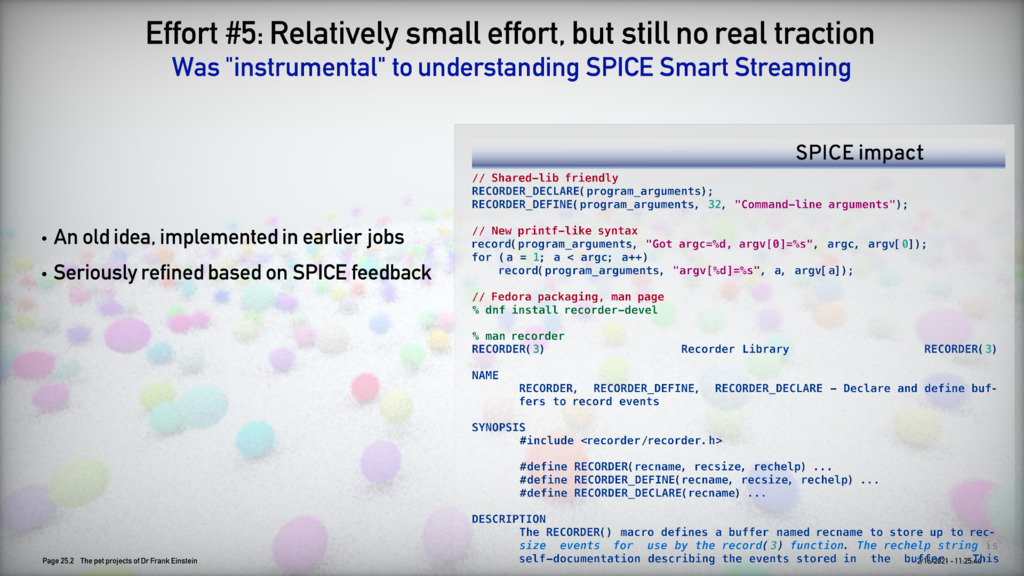 Effort #5: Relatively small effort, but still no real traction
Was "instrumental" to understanding SPICE Smart Streaming
• An old idea, implemented in earlier jobs
• Seriously refined based on SPICE feedback
SPICE impact
// Shared-lib friendly
RECORDER_DECLARE(program_arguments);
RECORDER_DEFINE(program_arguments, 32, "Command-line arguments");
// New printf-like syntax
record(program_arguments, "Got argc=%d, argv[0]=%s", argc, argv[0]);
for (a = 1; a < argc; a++)
record(program_arguments, "argv[%d]=%s", a, argv[a]);
// Fedora packaging, man page
% dnf install recorder-devel
% man recorder
RECORDER(3) Recorder Library RECORDER(3)
NAME
RECORDER, RECORDER_DEFINE, RECORDER_DECLARE – Declare and define buf-
fers to record events
SYNOPSIS
#include <recorder/recorder.h>
#define RECORDER(recname, recsize, rechelp) ...
#define RECORDER_DEFINE(recname, recsize, rechelp) ...
#define RECORDER_DECLARE(recname) ...
DESCRIPTION
The RECORDER() macro defines a buffer named recname to store up to rec-
size events for use by the record(3) function. The rechelp string is
self-documentation describing the events stored in the buffer. This
Page 25.2 The pet projects of Dr Frank Einstein